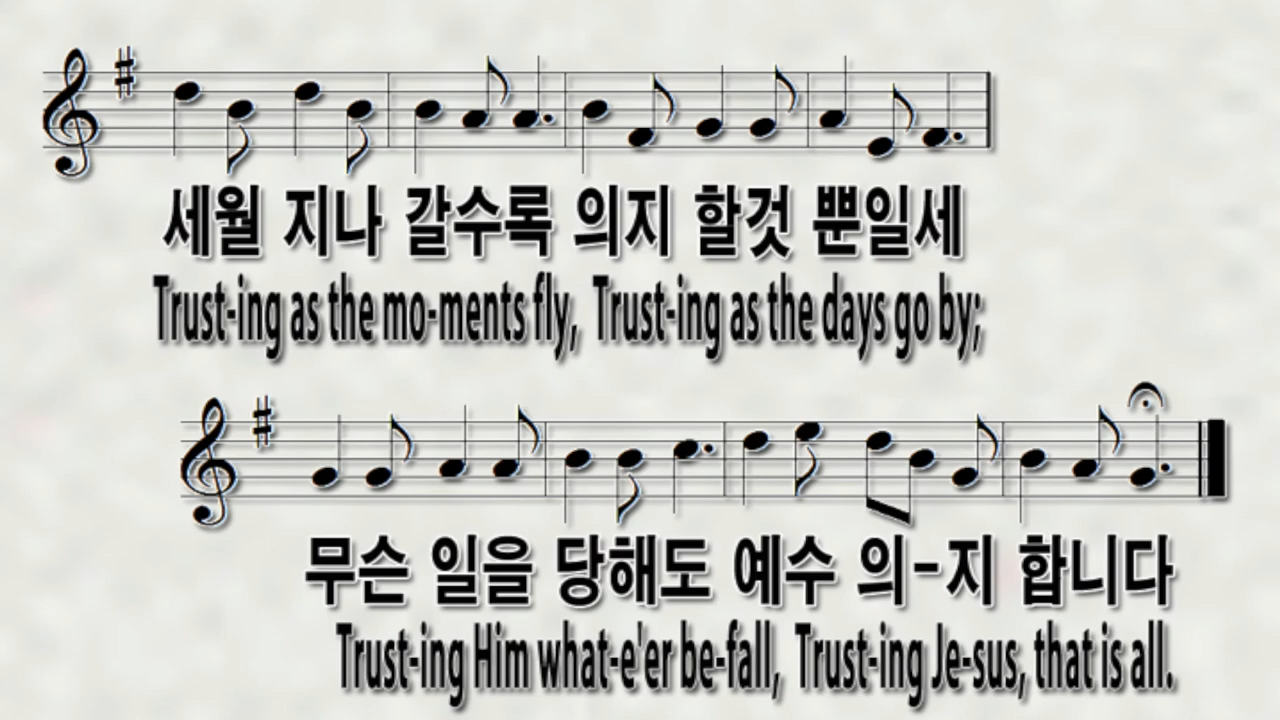 세월 지나 갈수록 의지 할것 뿐일세
Trust-ing as the mo-ments fly, Trust-ing as the days go by;
무슨 일을 당해도 예수 의-지 합니다
Trust-ing Him what-e'er be-fall, Trust-ing Je-sus, that is all.